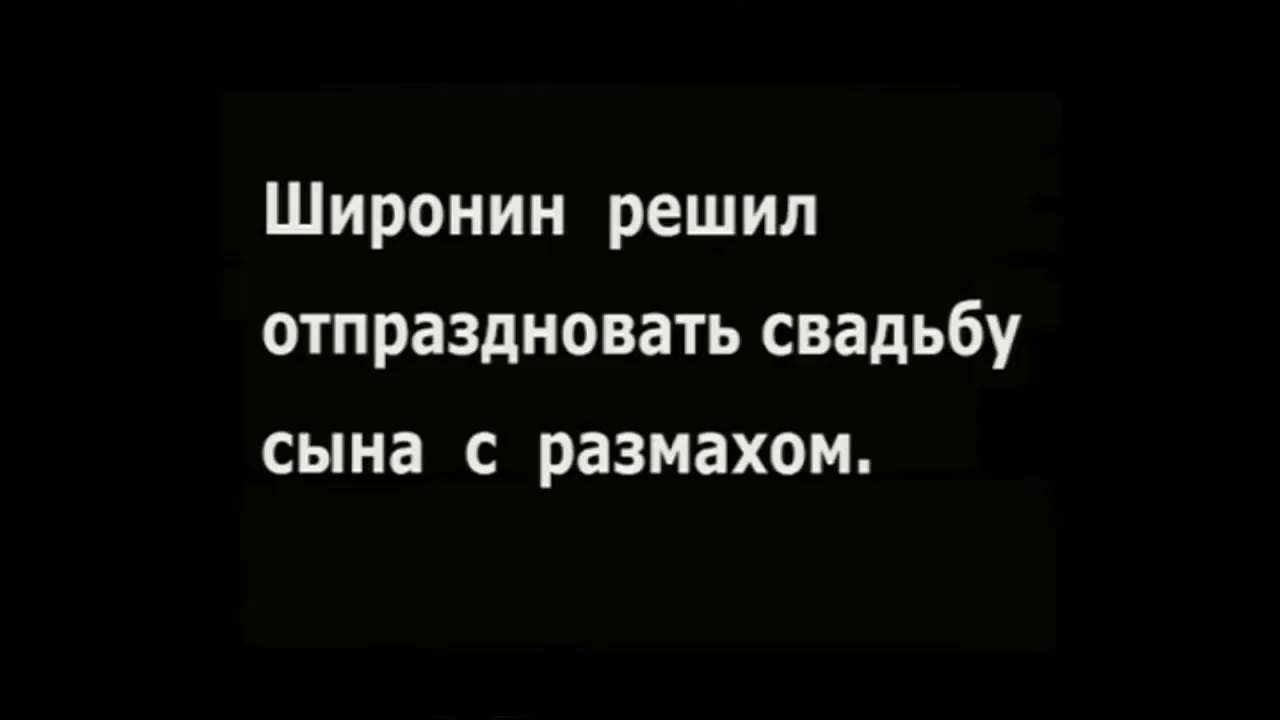 Широнин решил
отпраздновать свадьбу
сына с размахом.